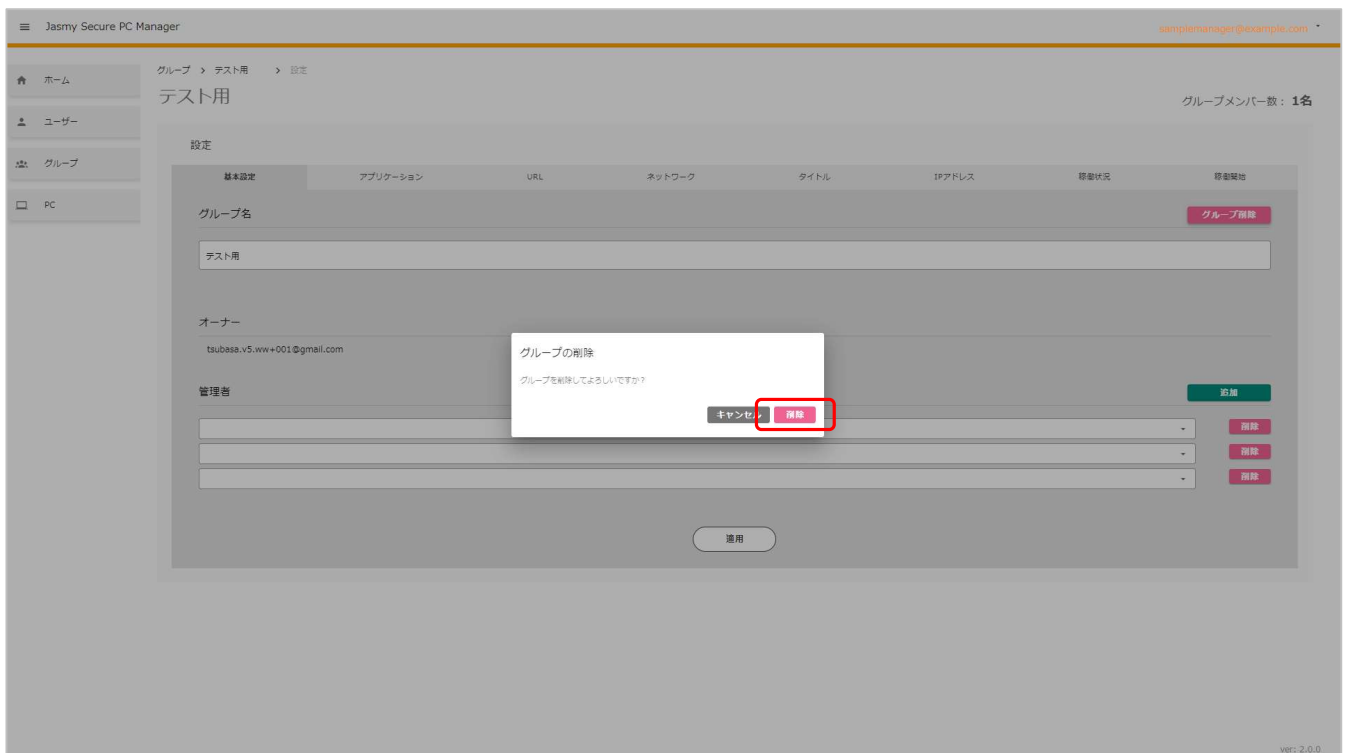 Jasmy Secure PC Manager
samplemanager@example.com
ホーム
ユーザー
グループ
PC
グループ > テスト用 > 設定
テスト用
グループメンバー数： 1名
設定
基本設定 アプリケーション URL ネットワーク タイトル IPアドレス 稼働状況 稼働開始
グループ名
グループ削除
テスト用
オーナー
tsubasa.v5.ww+001@gmail.com
管理者
追加
削除
削除
削除
グループの削除
グループを削除してよろしいですか？
キャンセル 削除
適用
ver: 2.0.0